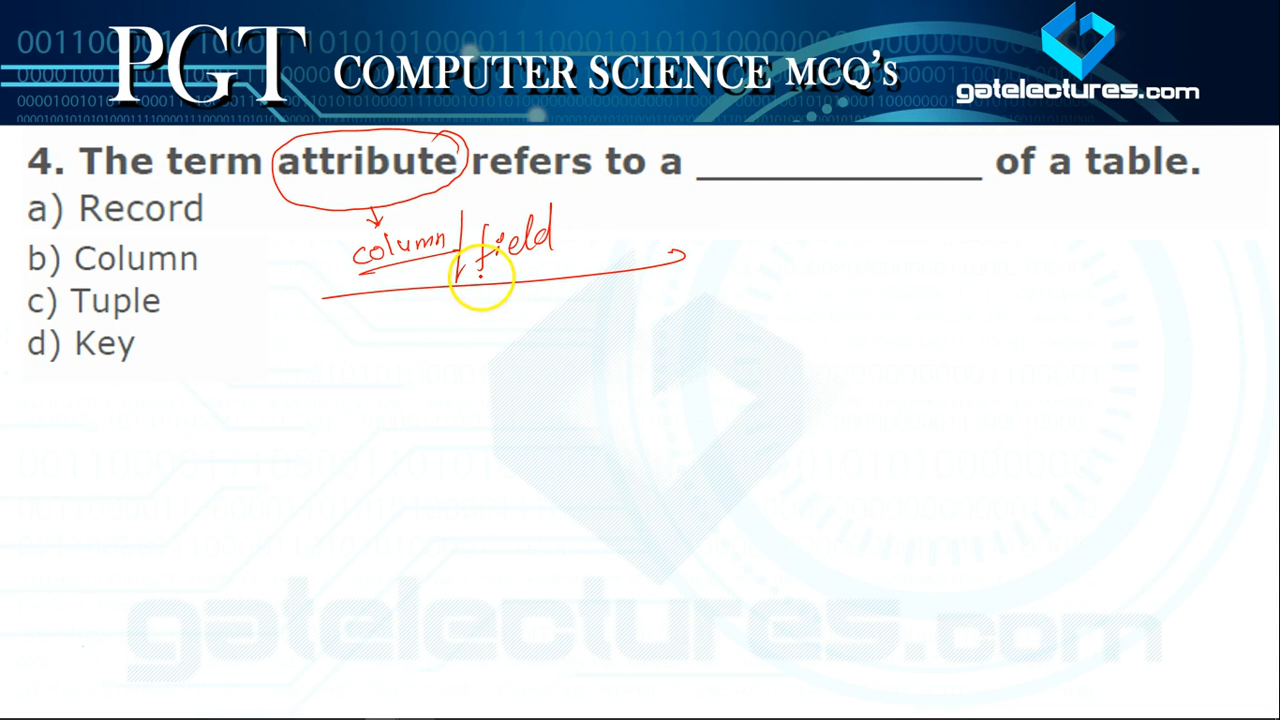 PGT COMPUTER SCIENCE MCQ's
gatelectures.com
4. The term attribute refers to a _____________ of a table.
a) Record
column / field
b) Column
c) Tuple
d) Key
gatelectures.com